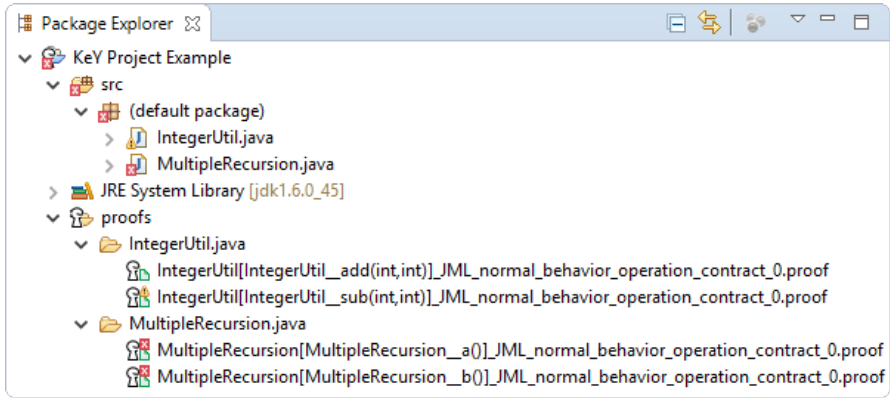 Package Explorer
KeY Project Example
src
(default package)
IntegerUtil.java
MultipleRecursion.java
JRE System Library [jdk1.6.0_45]
proofs
IntegerUtil.java
IntegerUtil[IntegerUtil__add(int,int)]_JML_normal_behavior_operation_contract_0.proof
IntegerUtil[IntegerUtil__sub(int,int)]_JML_normal_behavior_operation_contract_0.proof
MultipleRecursion.java
MultipleRecursion[MultipleRecursion__a()]_JML_normal_behavior_operation_contract_0.proof
MultipleRecursion[MultipleRecursion__b()]_JML_normal_behavior_operation_contract_0.proof